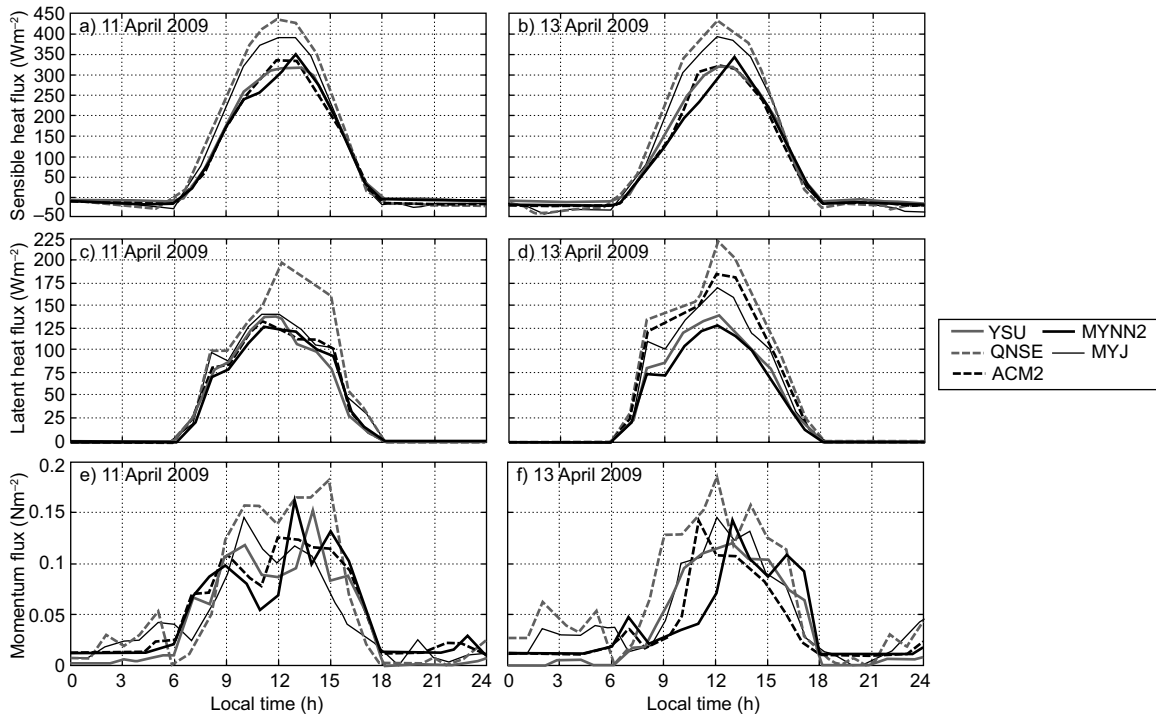 a) 11 April 2009
b) 13 April 2009
Sensible heat flux (Wm⁻²)
450
400
350
300
250
200
150
100
50
0
−50
c) 11 April 2009
d) 13 April 2009
Latent heat flux (Wm⁻²)
225
200
175
150
125
100
75
50
25
0
YSU MYNN2
QNSE MYJ
ACM2
e) 11 April 2009
f) 13 April 2009
Momentum flux (Nm⁻²)
0.2
0.15
0.1
0.05
0
0 3 6 9 12 15 18 21 24
0 3 6 9 12 15 18 21 24
Local time (h)
Local time (h)